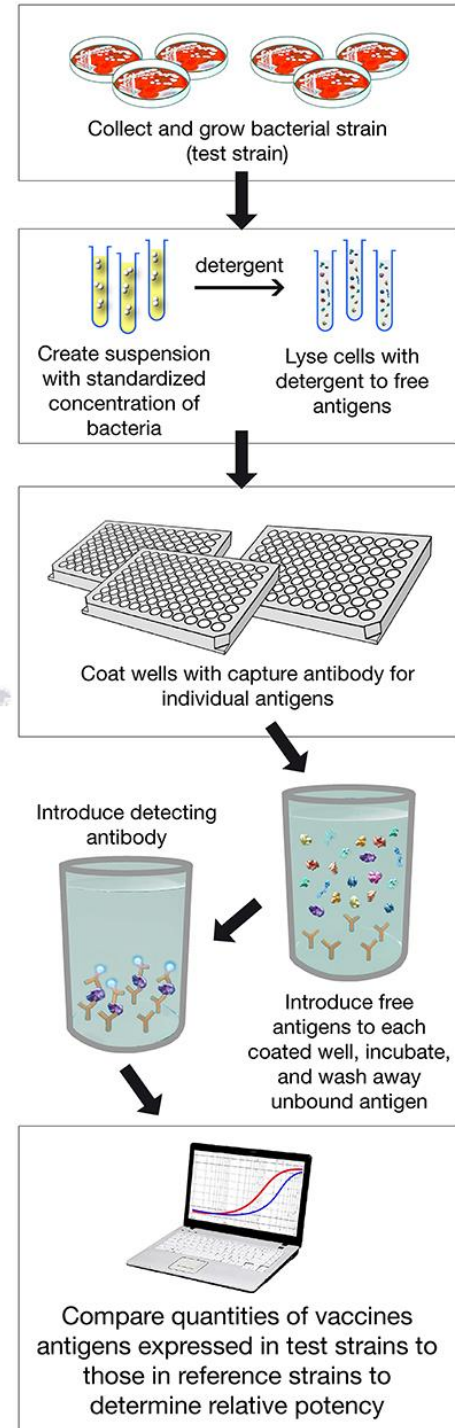 Collect and grow bacterial strain
(test strain)
detergent
Create suspension
with standardized
concentration of
bacteria
Lyse cells with
detergent to free
antigens
Coat wells with capture antibody for
individual antigens
Introduce free
antigens to each
coated well, incubate,
and wash away
unbound antigen
Introduce detecting
antibody
Compare quantities of vaccines
antigens expressed in test strains to
those in reference strains to
determine relative potency